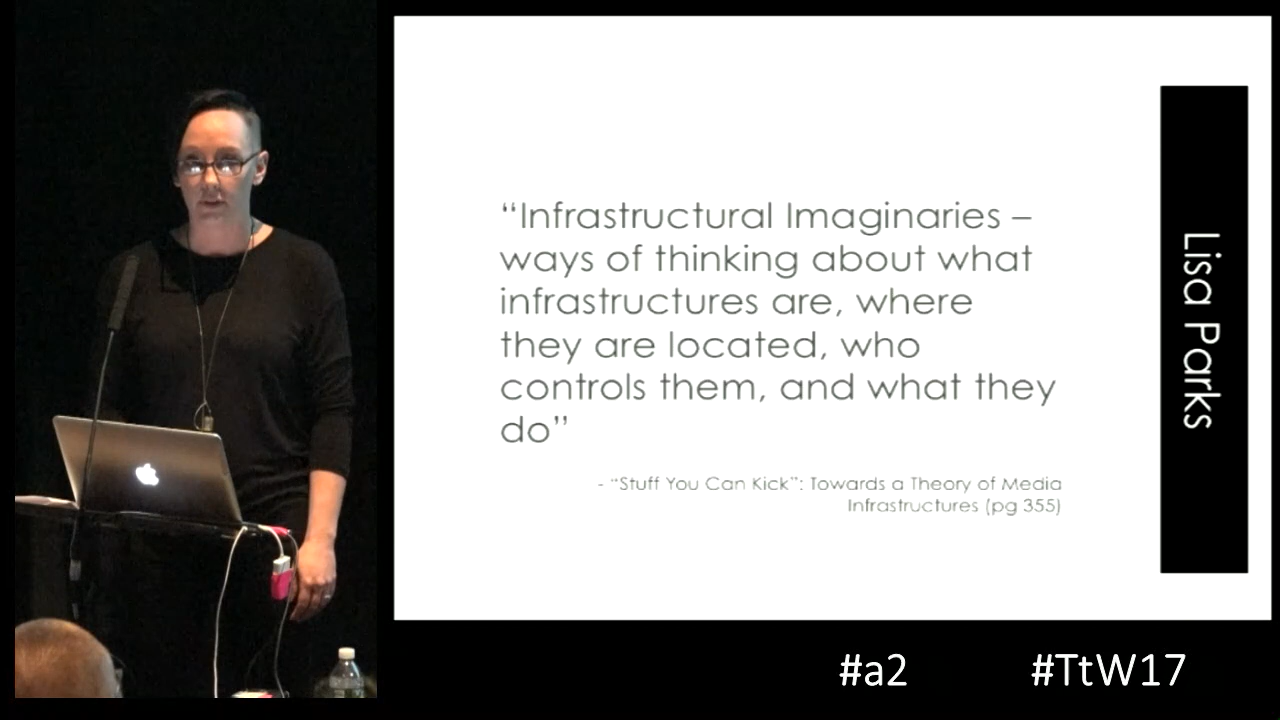 “Infrastructural Imaginaries –
ways of thinking about what
infrastructures are, where
they are located, who
controls them, and what they
do”
- “Stuff You Can Kick”: Towards a Theory of Media
Infrastructures (pg 355)
Lisa Parks
#a2 #TtW17